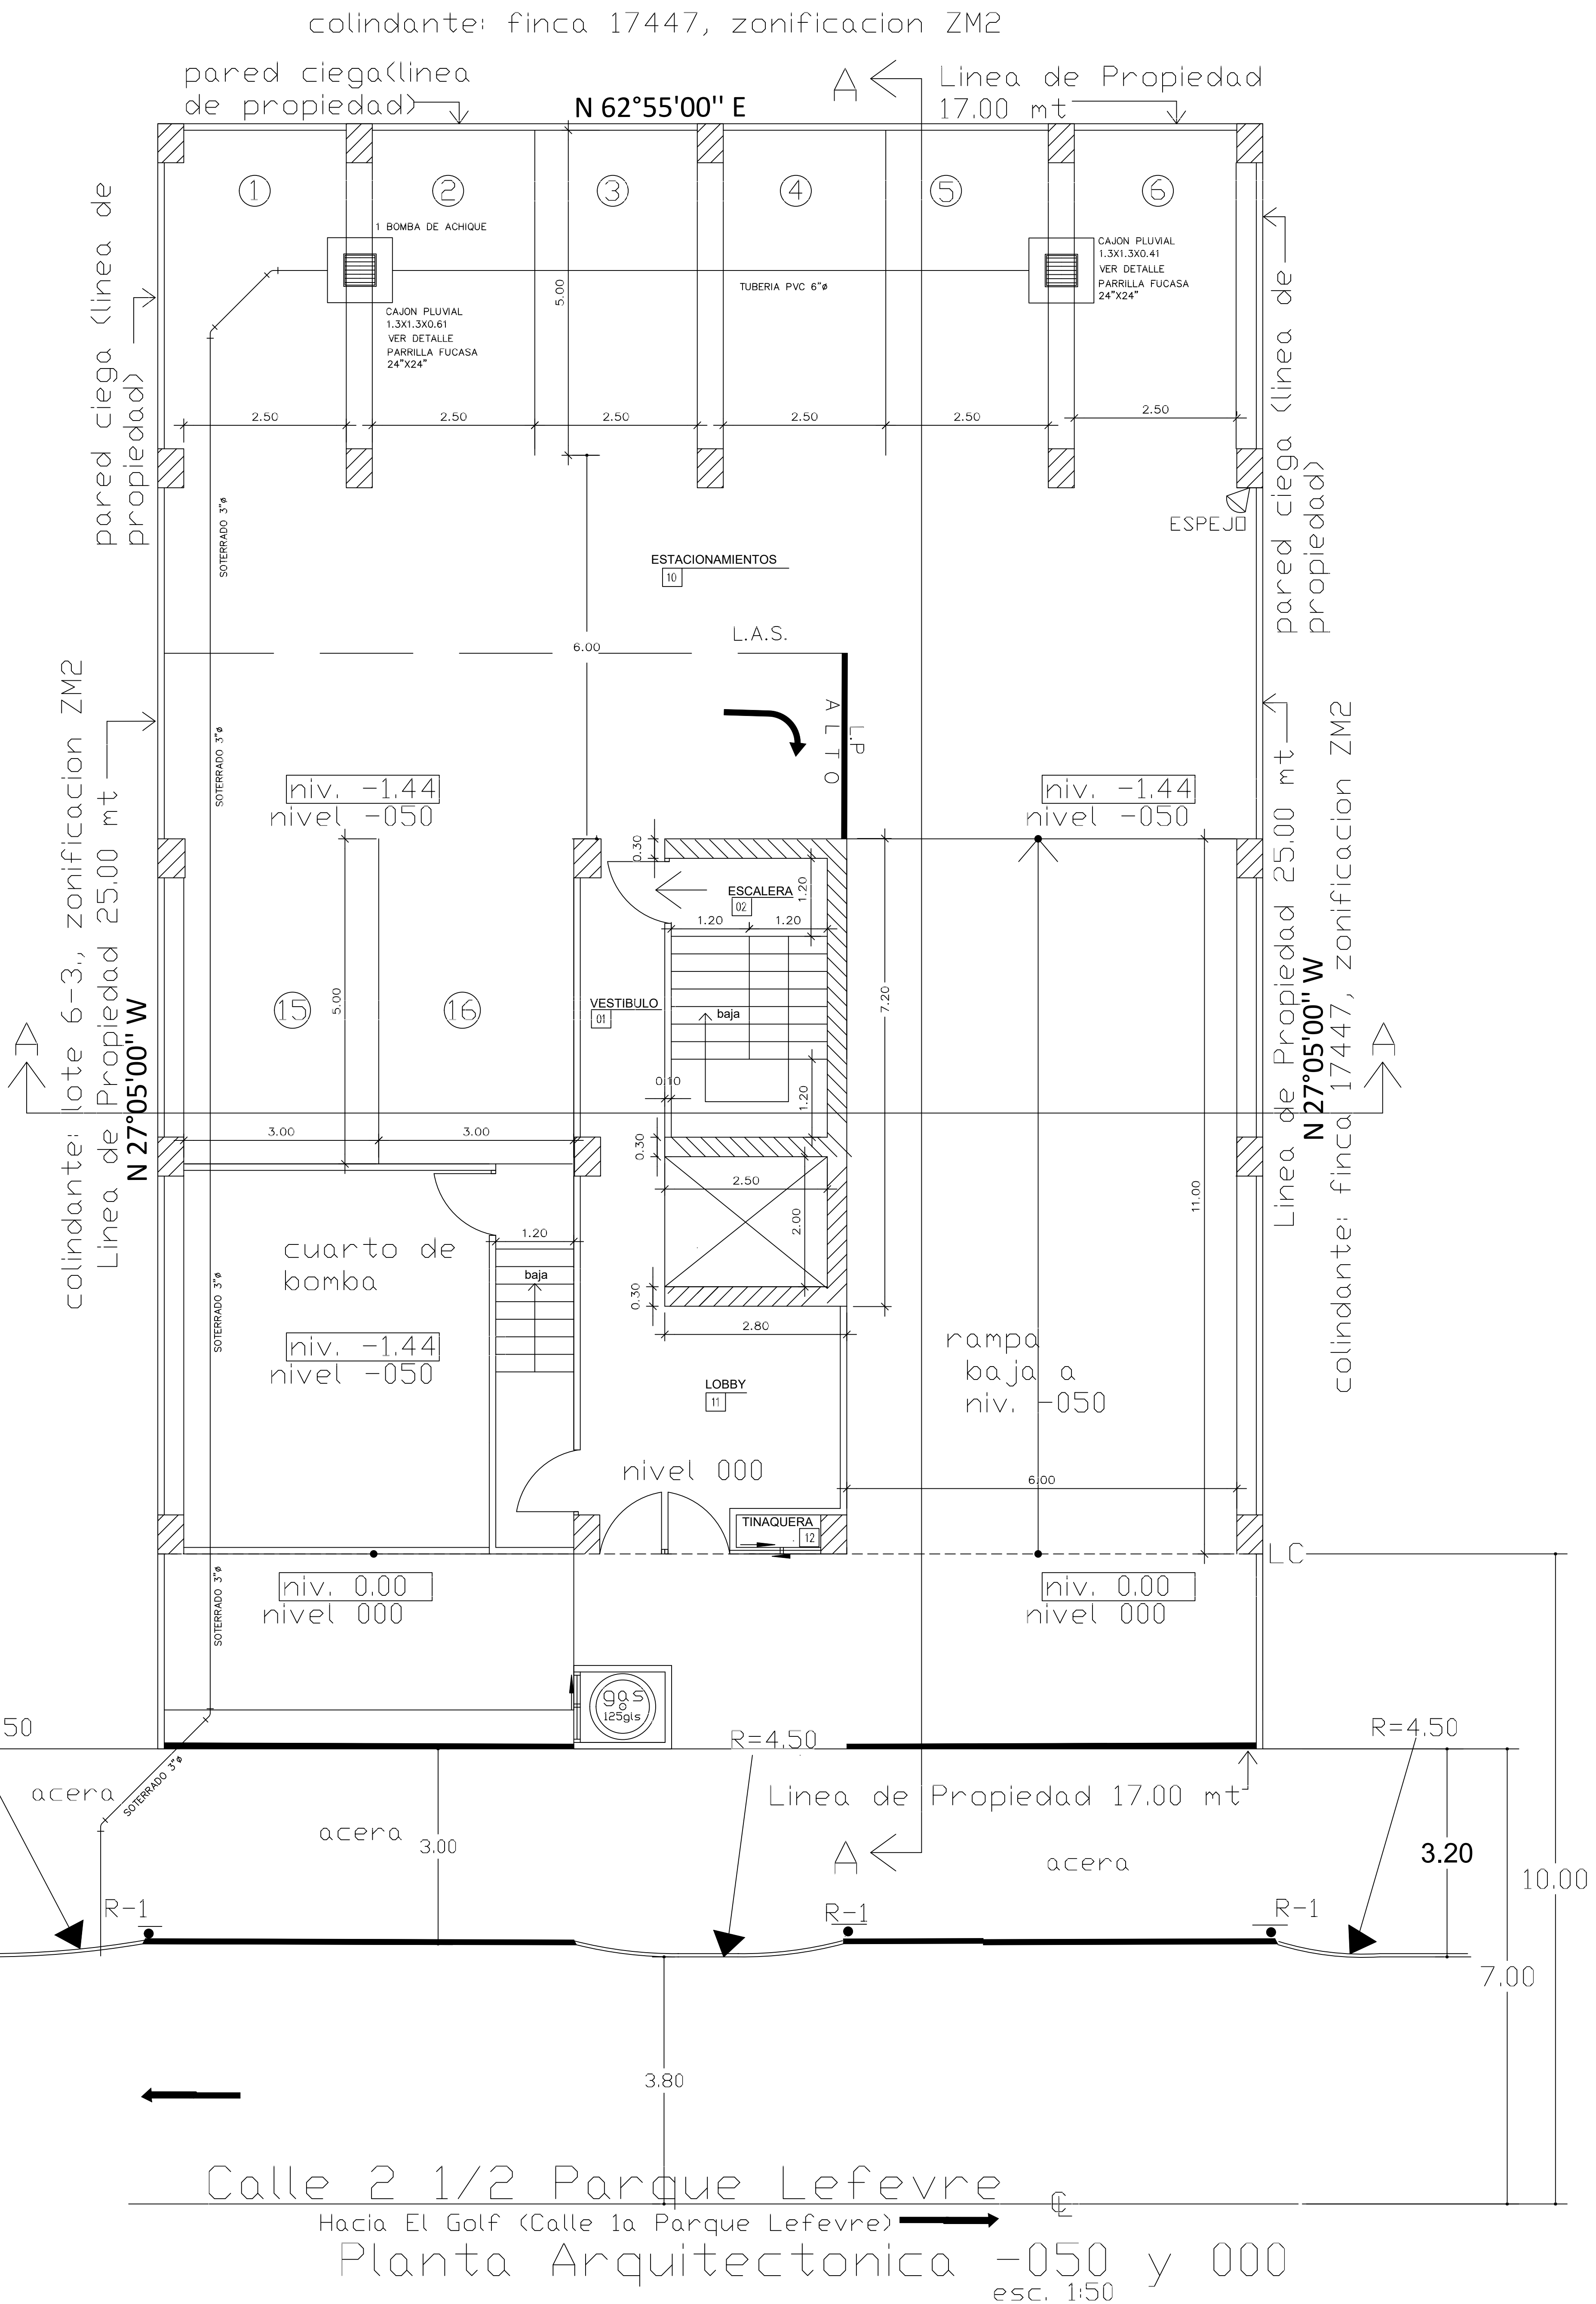 colindante: finca 17447, zonificacion ZM2
pared ciega(linea
de propiedad)
N 62°55'00'' E
A
Linea de Propiedad
17.00 mt
1
2
3
4
5
6
1 BOMBA DE ACHIQUE
CAJON PLUVIAL
1.3X1.3X0.61
VER DETALLE
PARRILLA FUCASA
24"X24"
5.00
TUBERIA PVC 6"ø
CAJON PLUVIAL
1.3X1.3X0.41
VER DETALLE
PARRILLA FUCASA
24"X24"
pared ciega (linea de
propiedad)
pared ciega (linea de
propiedad)
2.50
2.50
2.50
2.50
2.50
2.50
SOTERRADO 3"ø
ESPEJO
ESTACIONAMIENTOS
10
L.A.S.
6.00
SOTERRADO 3"ø
ALTO
L.P
niv. -1.44
nivel -050
niv. -1.44
nivel -050
colindante: lote 6-3., zonificacion ZM2
Linea de Propiedad 25.00 mt
N 27°05'00'' W
Linea de Propiedad 25.00 mt
N 27°05'00'' W
colindante: finca 17447, zonificacion ZM2
0.30
ESCALERA
02
1.20
1.20
1.20
15
5.00
16
VESTIBULO
01
baja
7.20
A
A
0.10
1.20
3.00
3.00
0.30
2.50
2.00
11.00
1.20
cuarto de
bomba
baja
SOTERRADO 3"ø
0.30
2.80
niv. -1.44
nivel -050
rampa
baja a
niv. -050
LOBBY
11
nivel 000
6.00
TINAQUERA
12
LC
niv. 0.00
nivel 000
niv. 0.00
nivel 000
SOTERRADO 3"ø
gas
125gls
50
R=4.50
R=4.50
acera
SOTERRADO 3"ø
Linea de Propiedad 17.00 mt
acera
3.00
A
acera
3.20
10.00
R-1
R-1
R-1
7.00
3.80
Calle 2 1/2 Parque Lefevre
CL
Hacia El Golf (Calle 1a Parque Lefevre)
Planta Arquitectonica -050 y 000
esc. 1:50